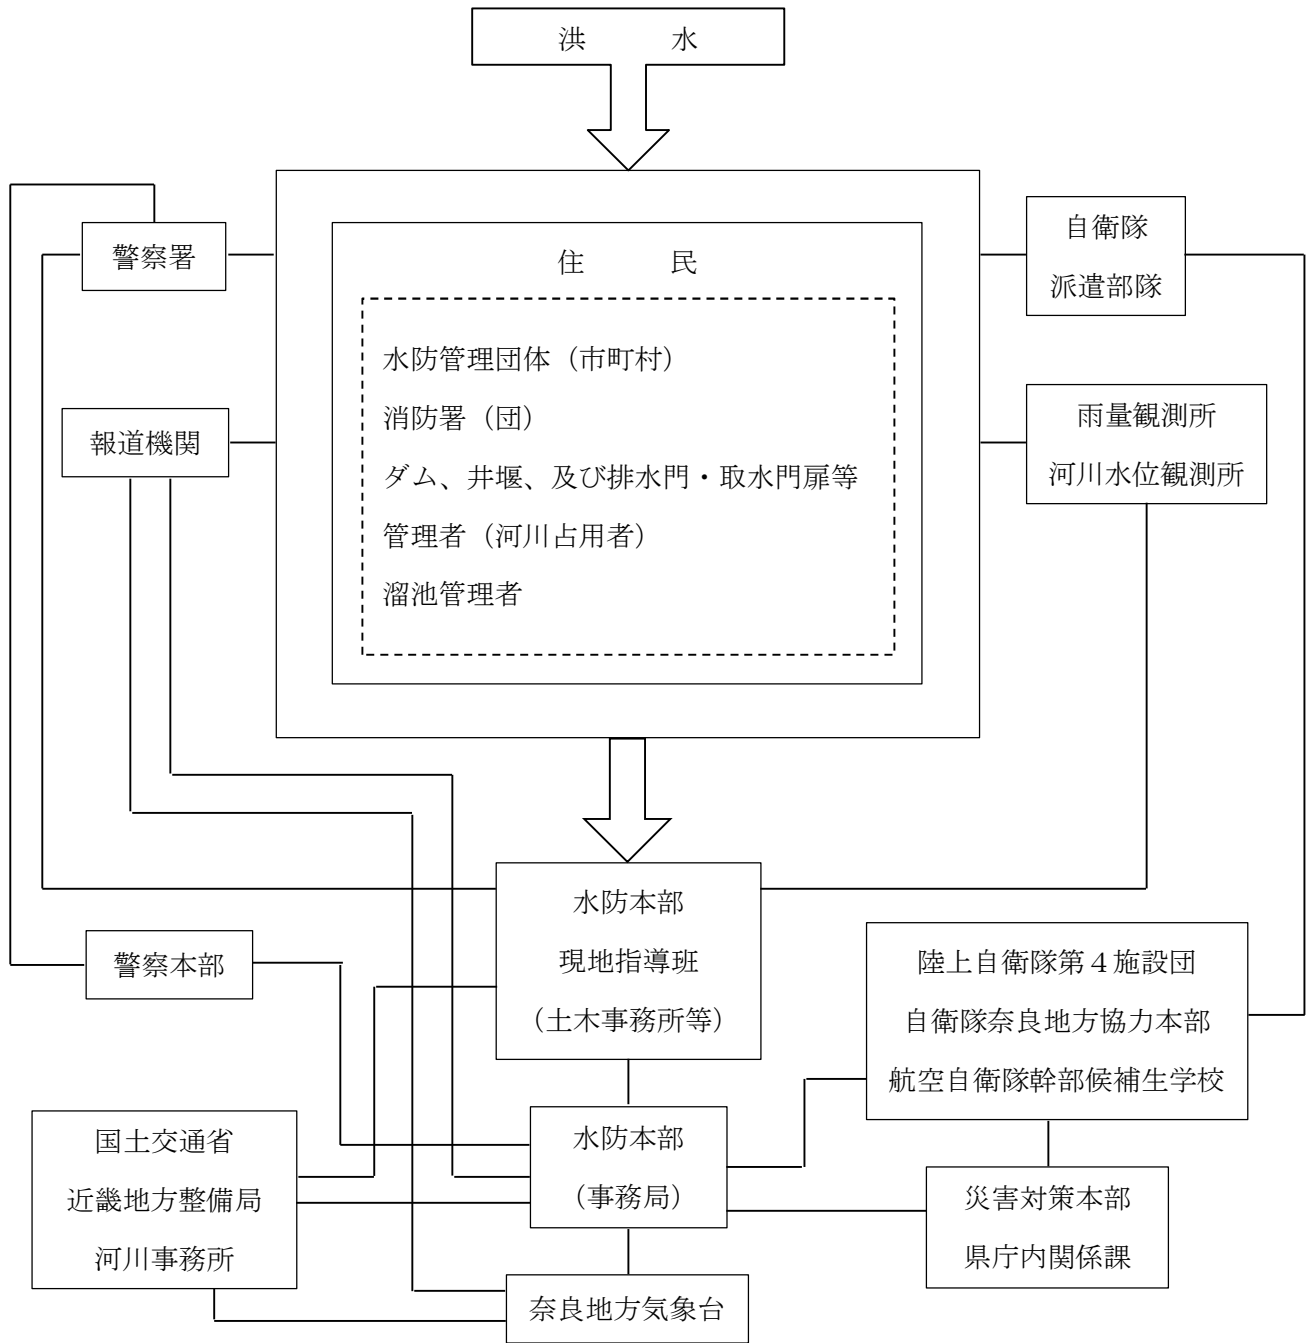 洪　　　水
警察署
住　　　民
自衛隊
派遣部隊
水防管理団体（市町村）
消防署（団）
ダム、井堰、及び排水門・取水門扉等
管理者（河川占用者）
溜池管理者
報道機関
雨量観測所
河川水位観測所
水防本部
現地指導班
（土木事務所等）
警察本部
陸上自衛隊第４施設団
自衛隊奈良地方協力本部
航空自衛隊幹部候補生学校
国土交通省
近畿地方整備局
河川事務所
水防本部
（事務局）
災害対策本部
県庁内関係課
奈良地方気象台